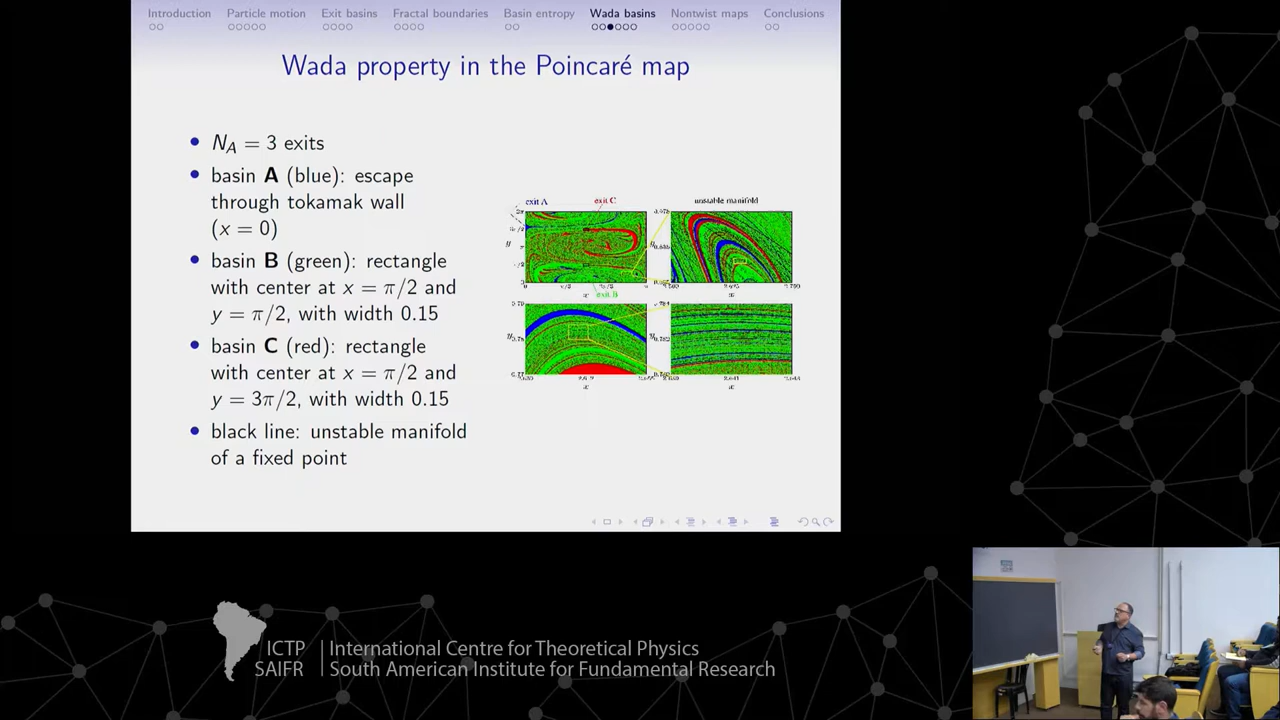 Introduction Particle motion Exit basins Fractal boundaries Basin entropy Wada basins Nontwist maps Conclusions
Wada property in the Poincaré map
• N_A = 3 exits
• basin A (blue): escape
through tokamak wall
(x = 0)
• basin B (green): rectangle
with center at x = π/2 and
y = π/2, with width 0.15
• basin C (red): rectangle
with center at x = π/2 and
y = 3π/2, with width 0.15
• black line: unstable manifold
of a fixed point
exit A exit C unstable manifold
exit B
ICTP International Centre for Theoretical Physics
SAIFR South American Institute for Fundamental Research